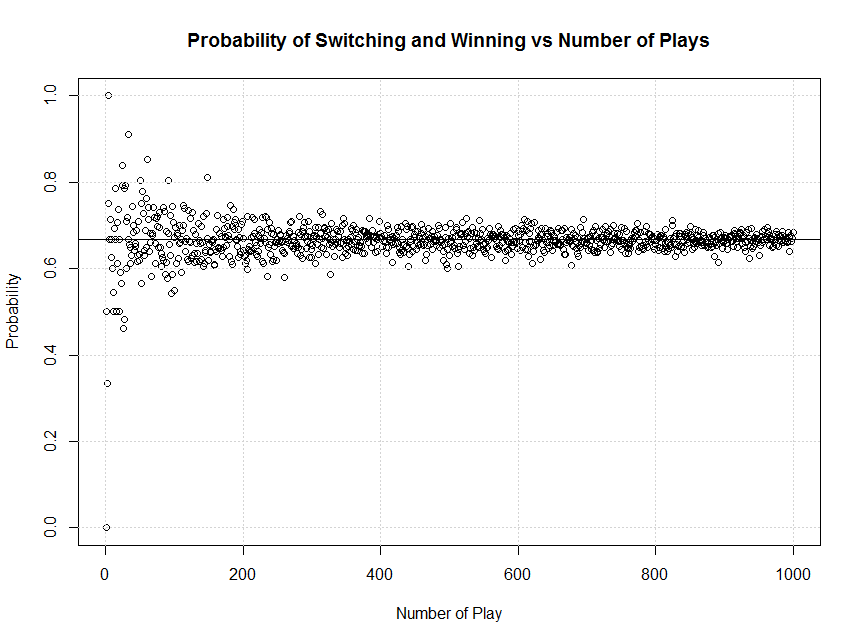 Probability of Switching and Winning vs Number of Plays
1.0
0.8
0.6
0.4
0.2
0.0
Probability
0 200 400 600 800 1000
Number of Play